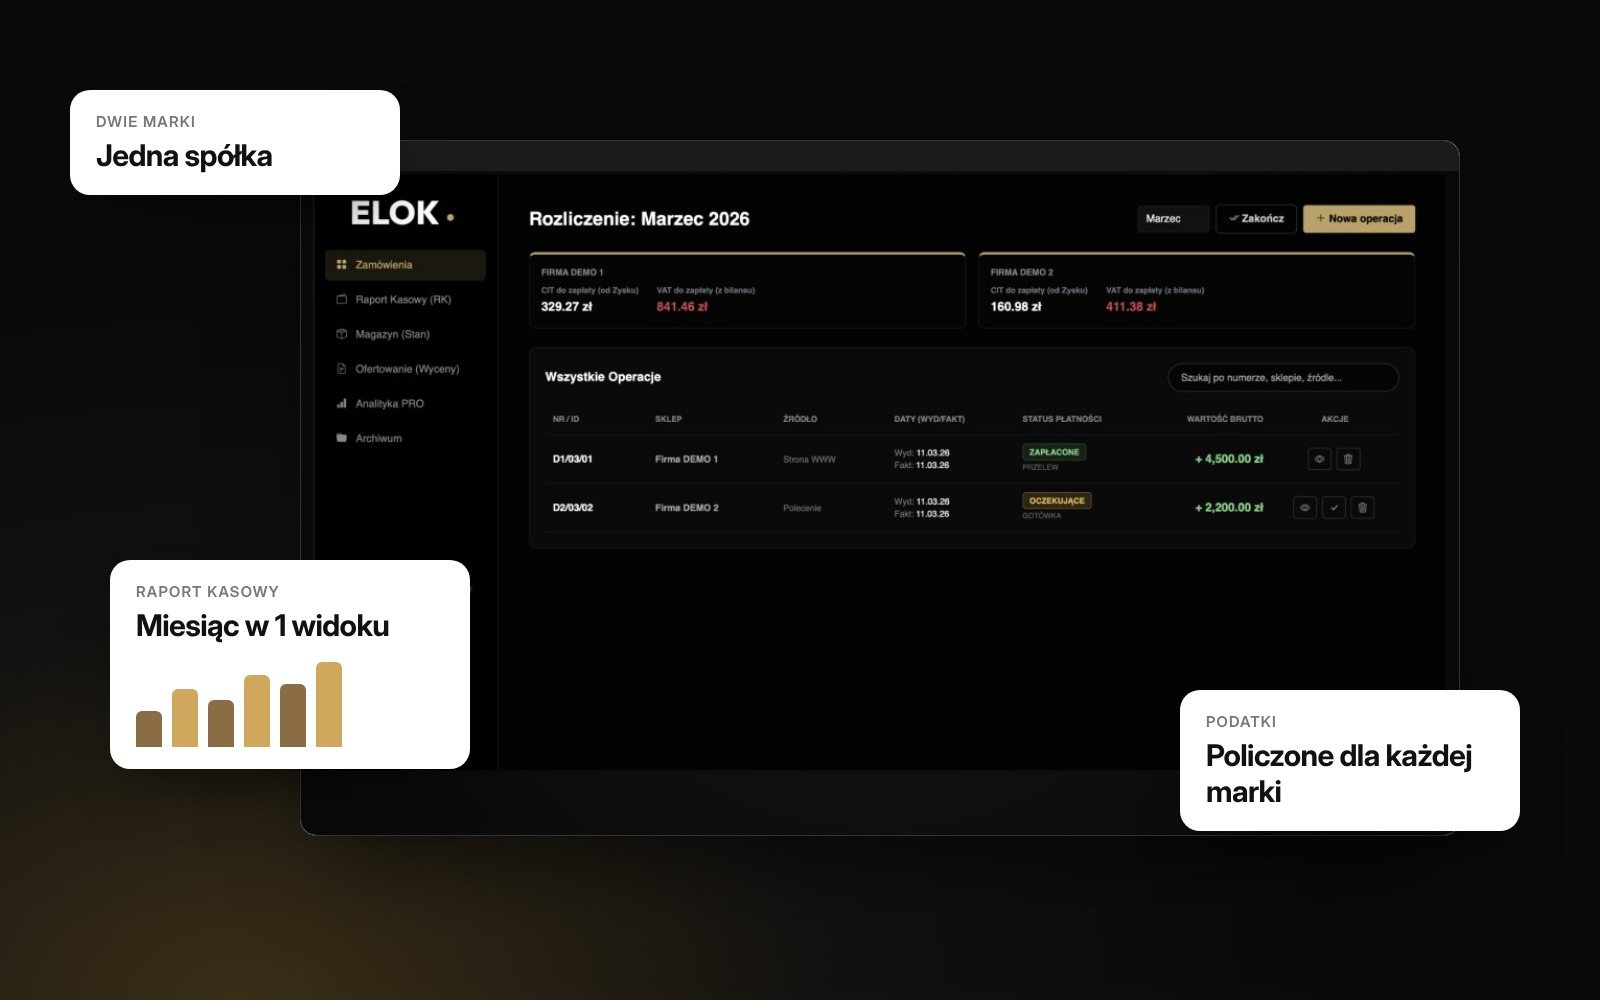 DWIE MARKI
Jedna spółka
ELOK
Zamówienia
Raport Kasowy (RK)
Magazyn (Stan)
Ofertowanie (Wyceny)
Analityka PRO
Archiwum
Rozliczenie: Marzec 2026
Marzec
Zakończ
+ Nowa operacja
FIRMA DEMO 1
CIT do zapłaty (od Zysku) VAT do zapłaty (z bilansu)
329.27 zł 841.46 zł
FIRMA DEMO 2
CIT do zapłaty (od Zysku) VAT do zapłaty (z bilansu)
160.98 zł 411.38 zł
Wszystkie Operacje
Szukaj po numerze, sklepie, źródle...
NR / ID SKLEP ŹRÓDŁO DATY (WYD/FAKT) STATUS PŁATNOŚCI WARTOŚĆ BRUTTO AKCJE
D1/03/01 Firma DEMO 1 Strona WWW Wyd: 11.03.26 ZAPŁACONE + 4,500.00 zł
Fakt: 11.03.26 PRZELEW
D2/03/02 Firma DEMO 2 Polecenie Wyd: 11.03.26 OCZEKUJĄCE + 2,200.00 zł
Fakt: 11.03.26 GOTÓWKA
RAPORT KASOWY
Miesiąc w 1 widoku
PODATKI
Policzone dla każdej
marki